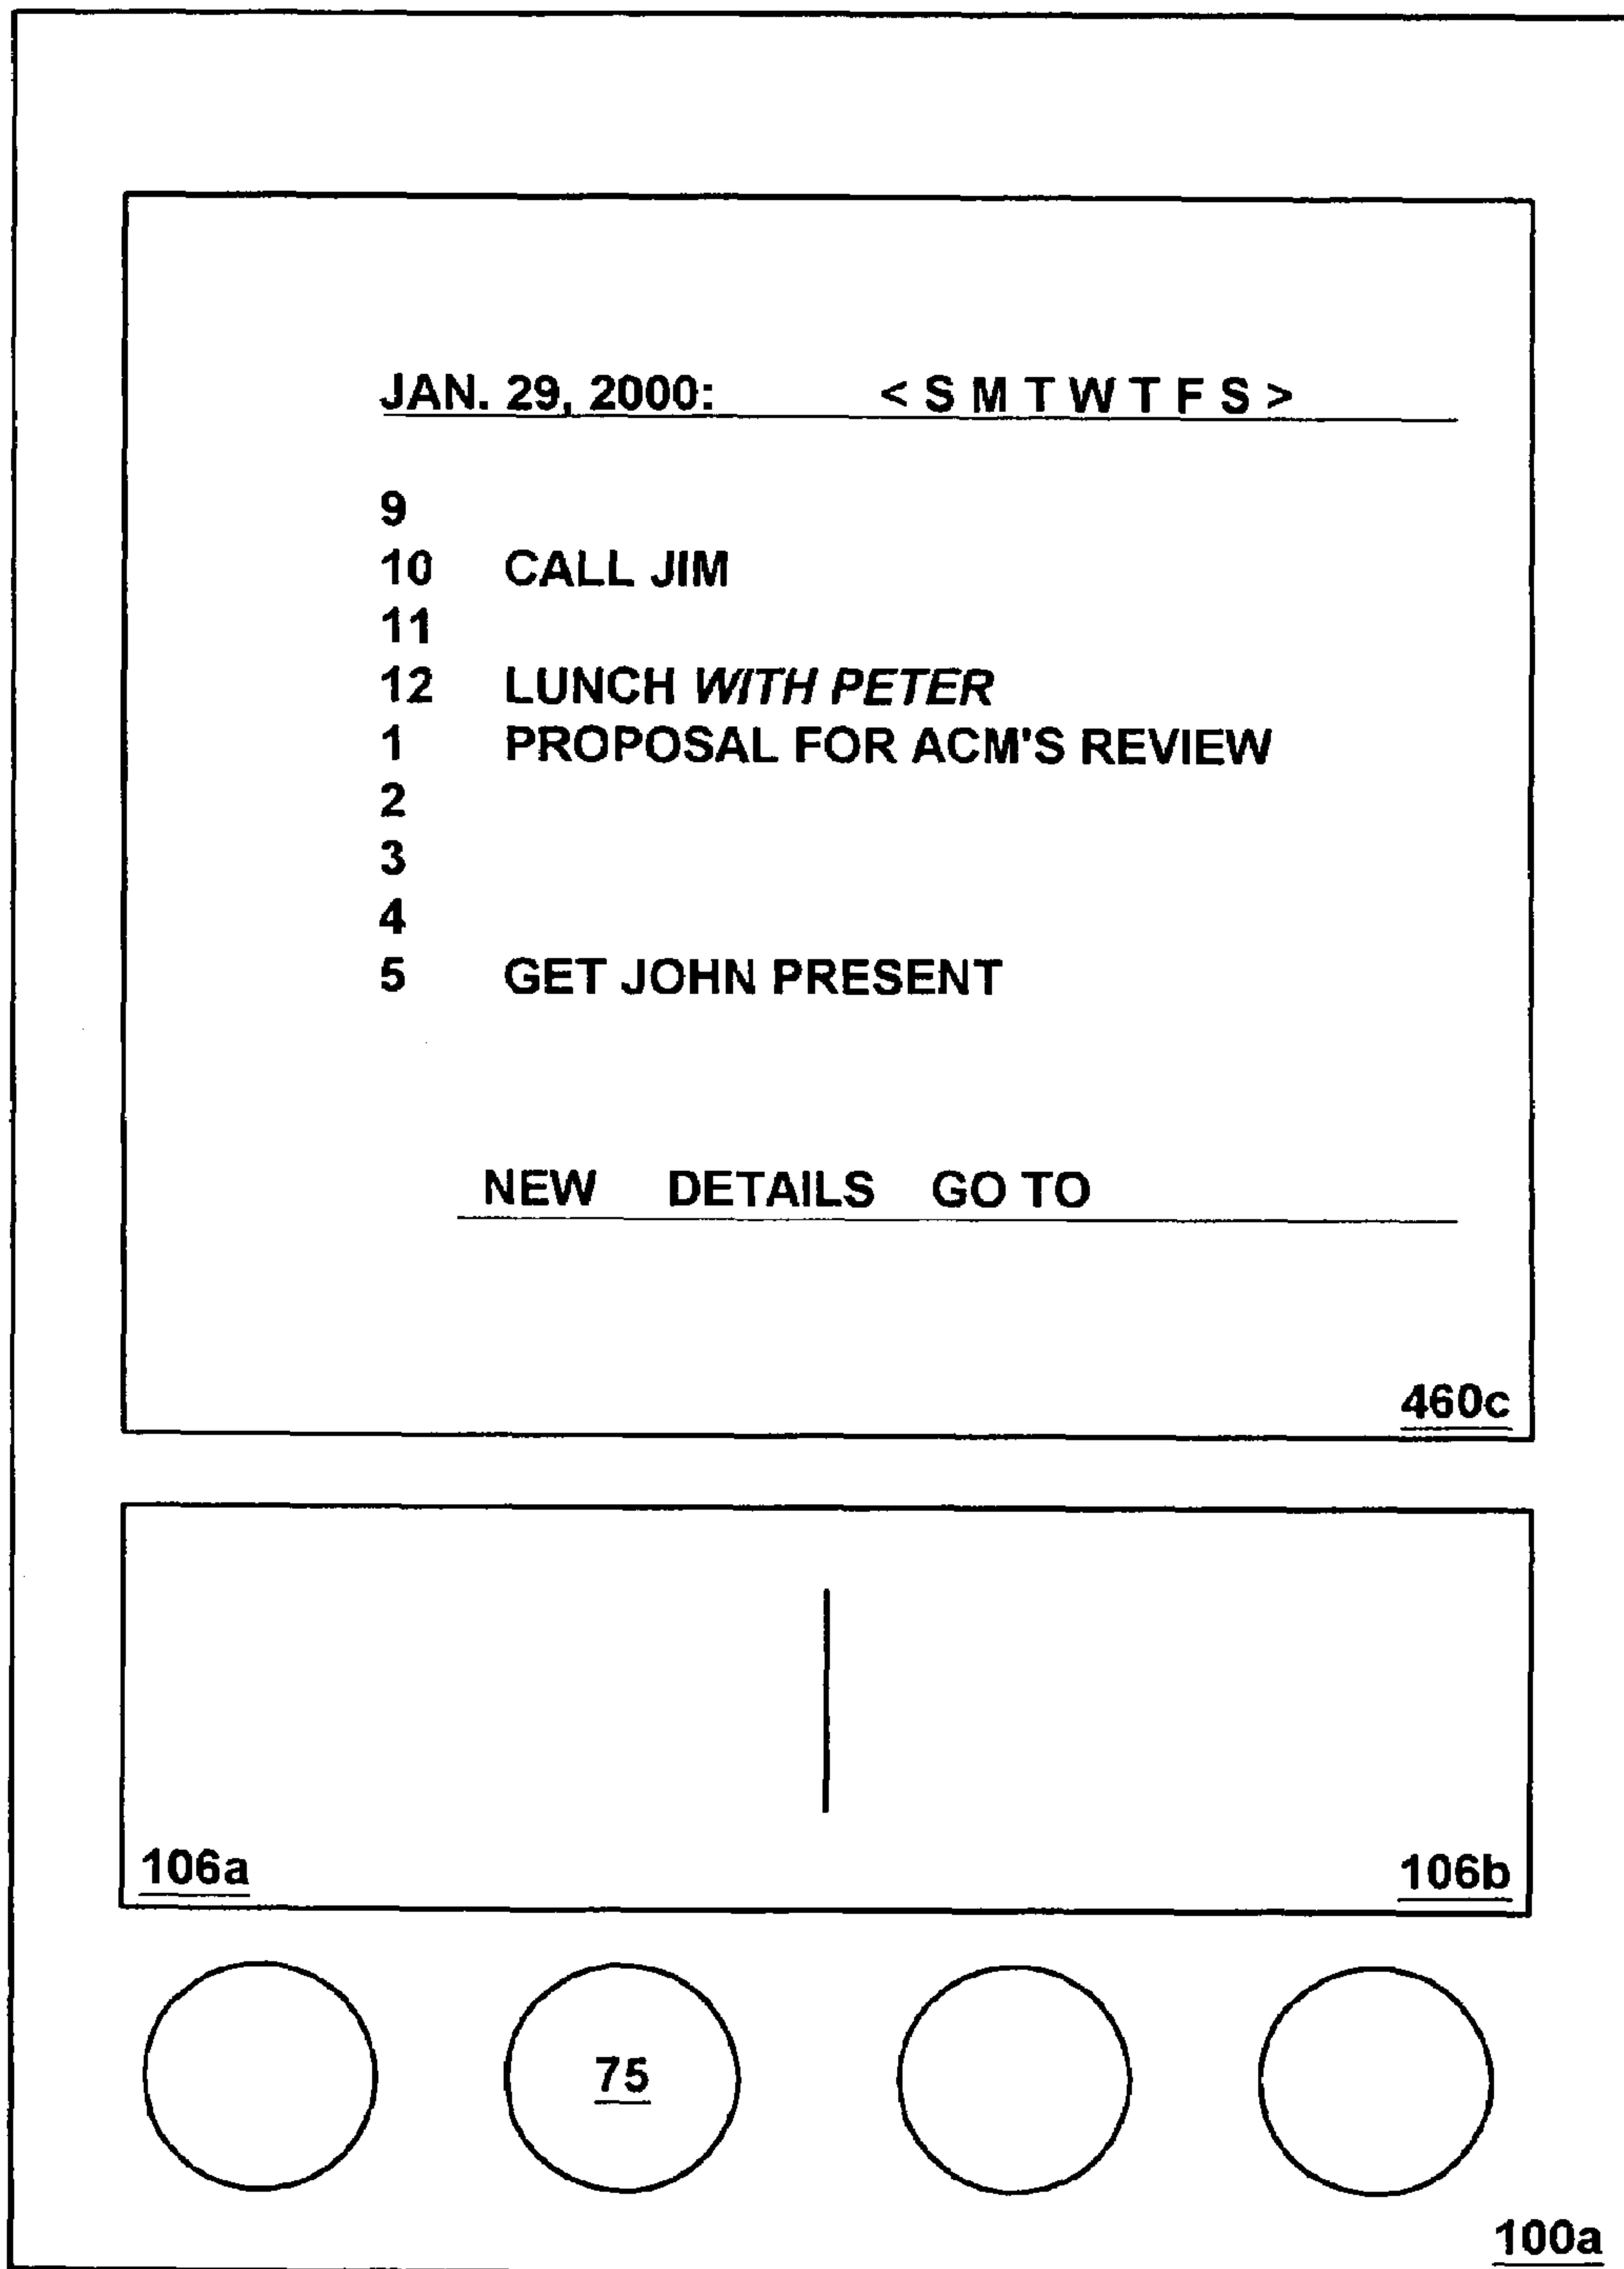 JAN. 29, 2000: < S M T W T F S >
9
10 CALL JIM
11
12 LUNCH WITH PETER
1 PROPOSAL FOR ACM'S REVIEW
2
3
4
5 GET JOHN PRESENT
NEW DETAILS GO TO
460c
106a 106b
75
100a